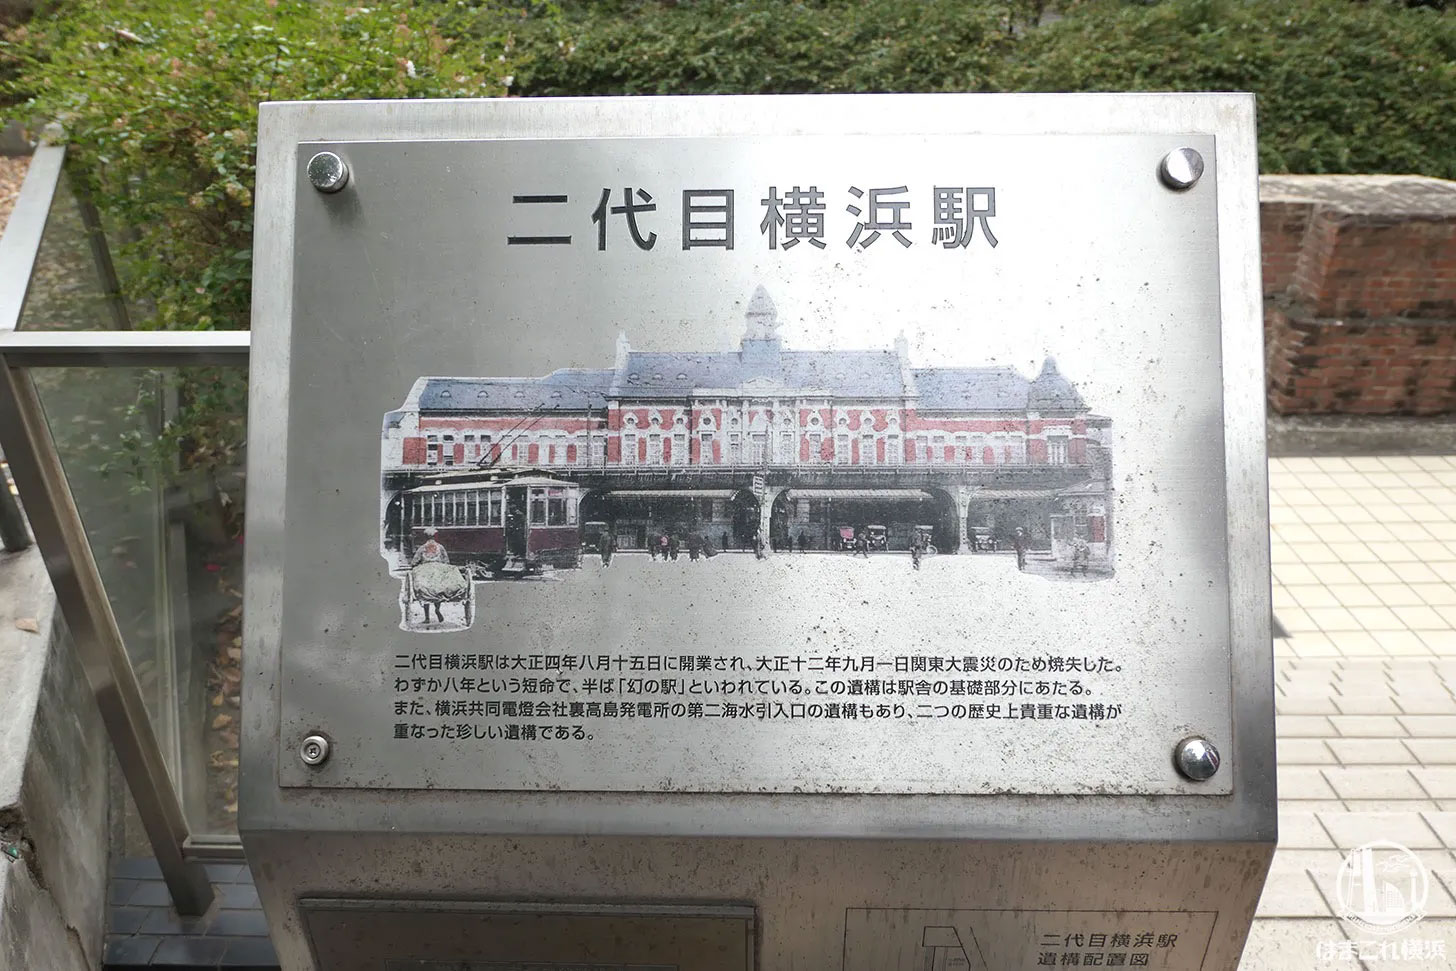 二代目横浜駅
二代目横浜駅は大正四年八月十五日に開業され、大正十二年九月一日関東大震災のため焼失した。
わずか八年という短命で、半ば「幻の駅」といわれている。この遺構は駅舎の基礎部分にあたる。
また、横浜共同電燈会社裏高島発電所の第二海水引入口の遺構もあり、二つの歴史上貴重な遺構が
重なった珍しい遺構である。
二代目横浜駅
遺構配置図
はまこれ横浜